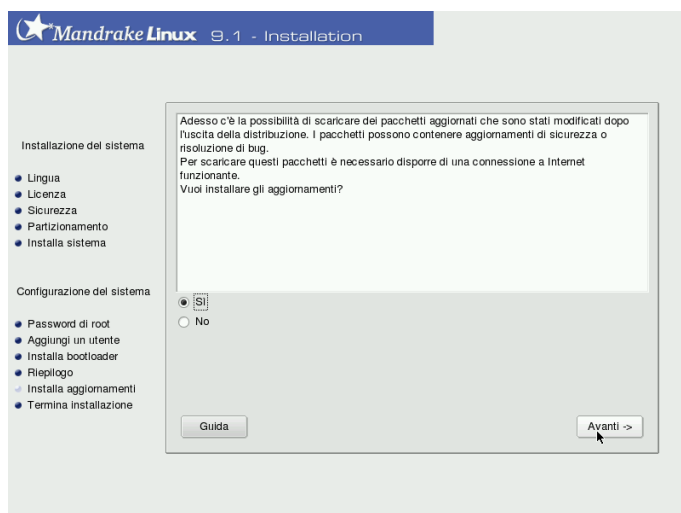 Mandrake Linux 9.1 - Installation
Installazione del sistema
Lingua
Licenza
Sicurezza
Partizionamento
Installa sistema
Configurazione del sistema
Password di root
Aggiungi un utente
Installa bootloader
Riepilogo
Installa aggiornamenti
Termina installazione
Adesso c'è la possibilità di scaricare dei pacchetti aggiornati che sono stati modificati dopo
l'uscita della distribuzione. I pacchetti possono contenere aggiornamenti di sicurezza o
risoluzione di bug.
Per scaricare questi pacchetti è necessario disporre di una connessione a Internet
funzionante.
Vuoi installare gli aggiornamenti?
Sì
No
Guida
Avanti ->